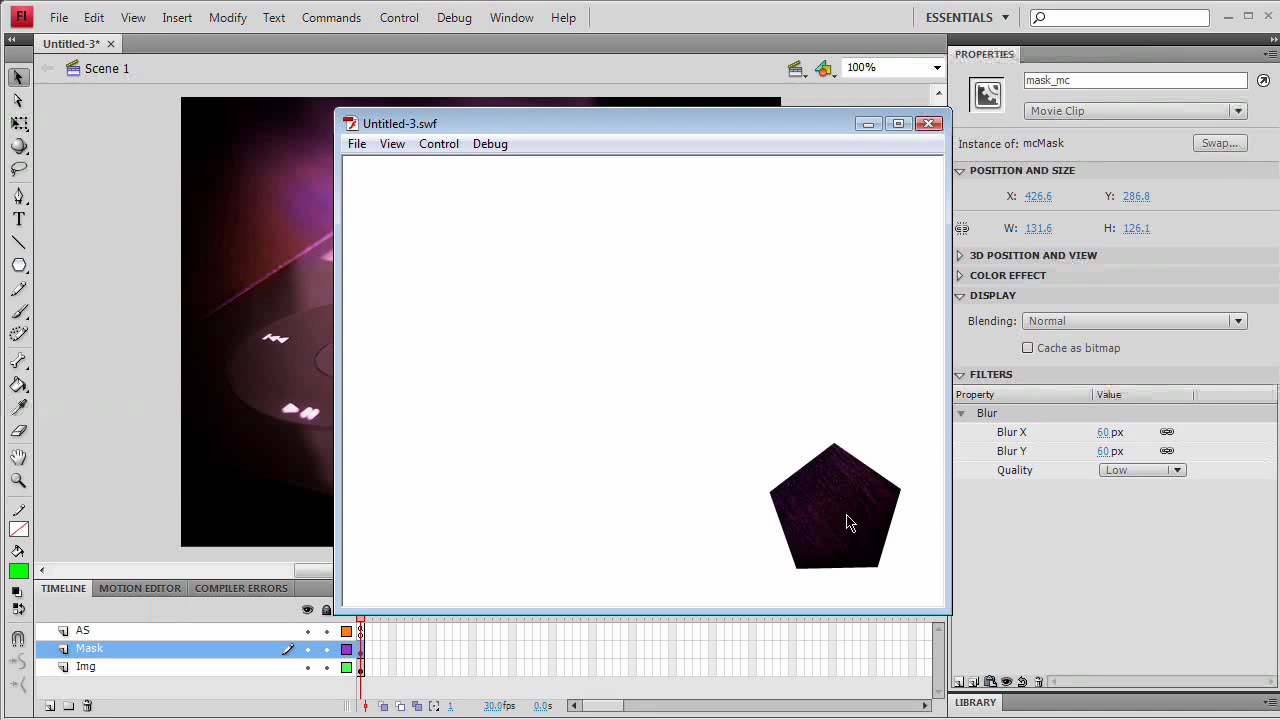 Fl File Edit View Insert Modify Text Commands Control Debug Window Help ESSENTIALS
Untitled-3* ×
Scene 1 100%
Untitled-3.swf
File View Control Debug
PROPERTIES
mask_mc
Movie Clip
Instance of: mcMask Swap...
POSITION AND SIZE
X: 426.6 Y: 286.8
W: 131.6 H: 126.1
3D POSITION AND VIEW
COLOR EFFECT
DISPLAY
Blending: Normal
Cache as bitmap
FILTERS
Property Value
Blur
Blur X 60 px
Blur Y 60 px
Quality Low
T
TIMELINE MOTION EDITOR COMPILER ERRORS
AS
Mask
Img
1 30.0fps 0.0s
LIBRARY